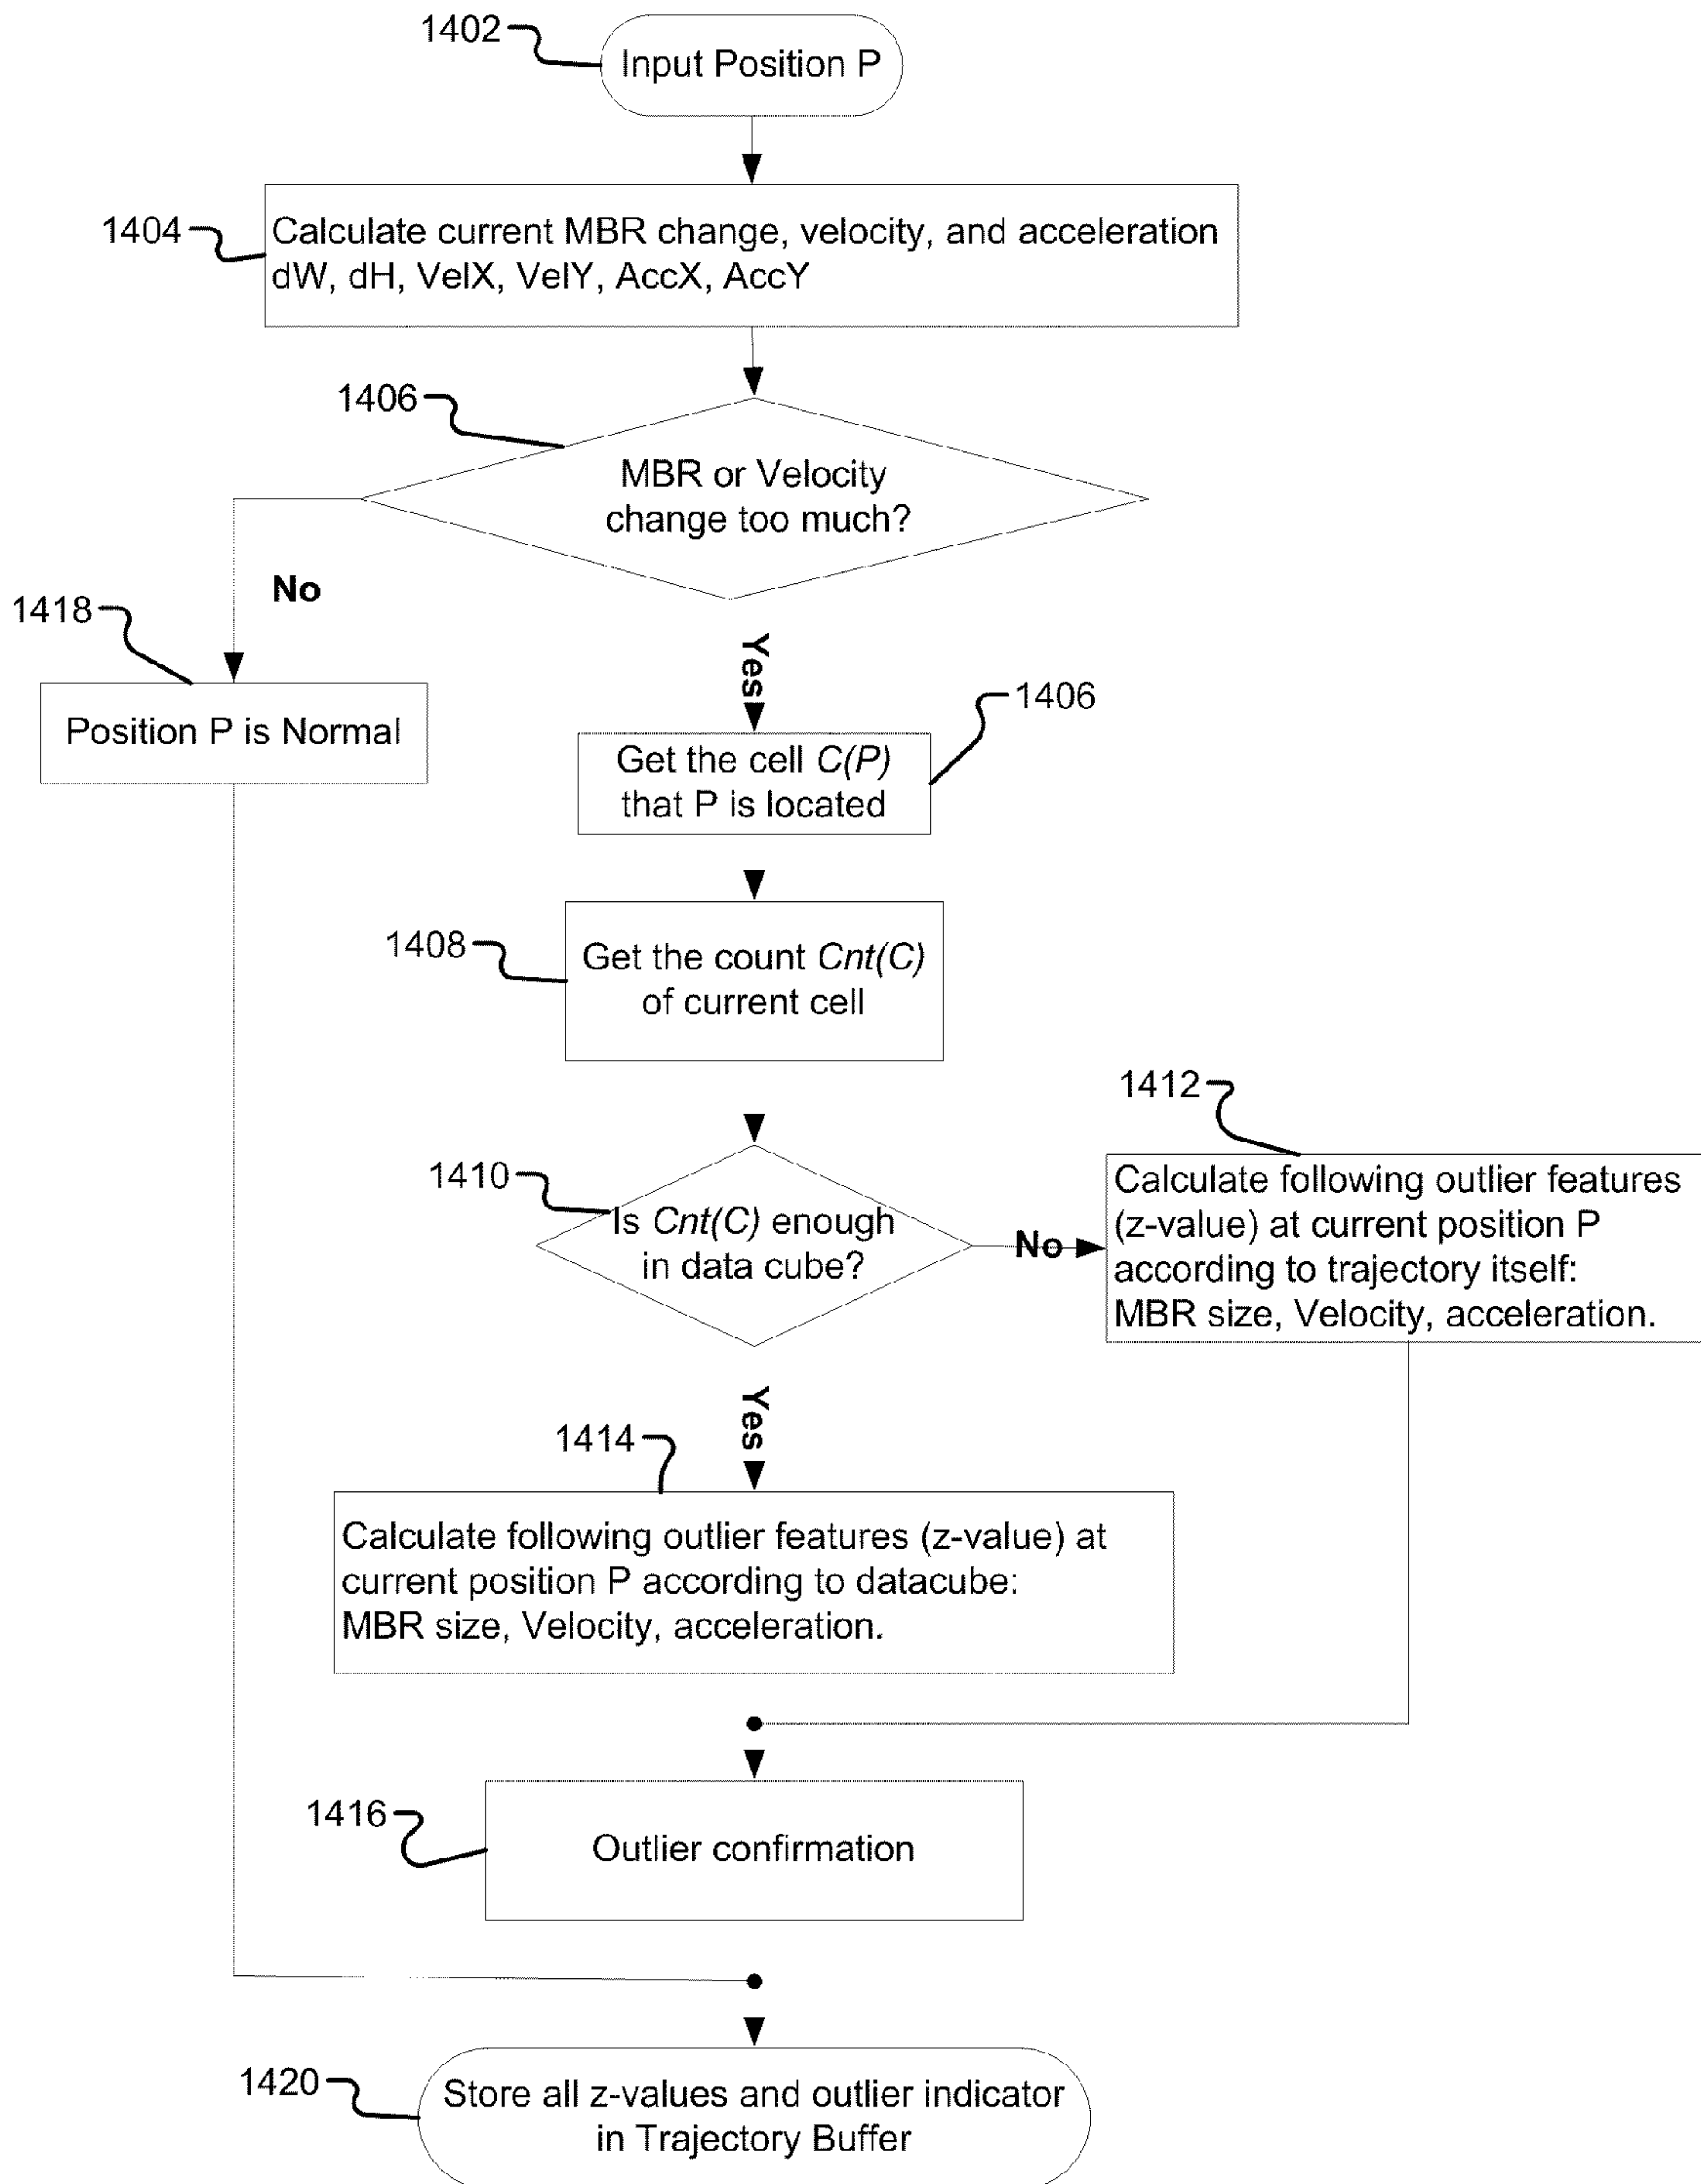 1402
Input Position P
1404
Calculate current MBR change, velocity, and acceleration
dW, dH, VelX, VelY, AccX, AccY
1406
MBR or Velocity
change too much?
No
1418
Position P is Normal
Yes
1406
Get the cell C(P)
that P is located
1408
Get the count Cnt(C)
of current cell
1410
Is Cnt(C) enough
in data cube?
No
1412
Calculate following outlier features
(z-value) at current position P
according to trajectory itself:
MBR size, Velocity, acceleration.
Yes
1414
Calculate following outlier features (z-value) at
current position P according to datacube:
MBR size, Velocity, acceleration.
1416
Outlier confirmation
1420
Store all z-values and outlier indicator
in Trajectory Buffer